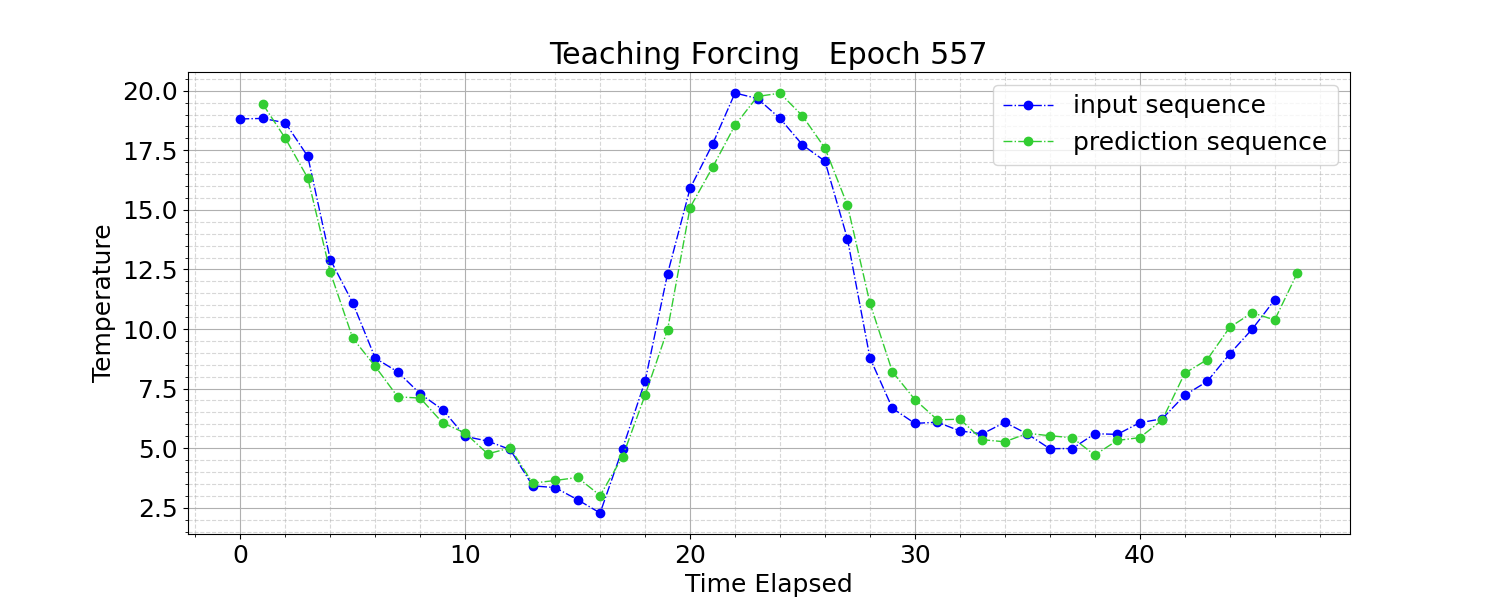 Teaching Forcing   Epoch 557
input sequence
prediction sequence
Temperature
20.0
17.5
15.0
12.5
10.0
7.5
5.0
2.5
0 10 20 30 40
Time Elapsed